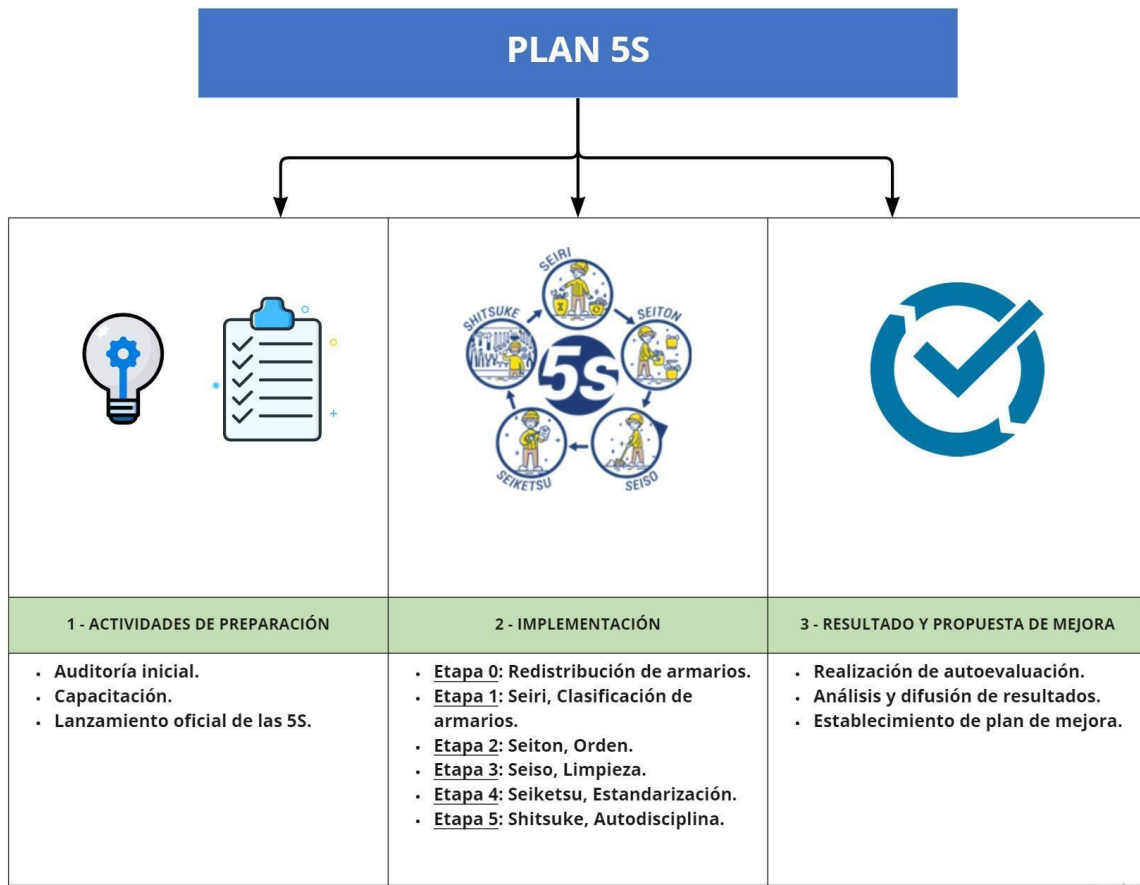 PLAN 5S
SEIRI
SEITON
SEISO
SEIKETSU
SHITSUKE
5S
1 - ACTIVIDADES DE PREPARACIÓN
• Auditoría inicial.
• Capacitación.
• Lanzamiento oficial de las 5S.
2 - IMPLEMENTACIÓN
• Etapa 0: Redistribución de armarios.
• Etapa 1: Seiri, Clasificación de
armarios.
• Etapa 2: Seiton, Orden.
• Etapa 3: Seiso, Limpieza.
• Etapa 4: Seiketsu, Estandarización.
• Etapa 5: Shitsuke, Autodisciplina.
3 - RESULTADO Y PROPUESTA DE MEJORA
• Realización de autoevaluación.
• Análisis y difusión de resultados.
• Establecimiento de plan de mejora.